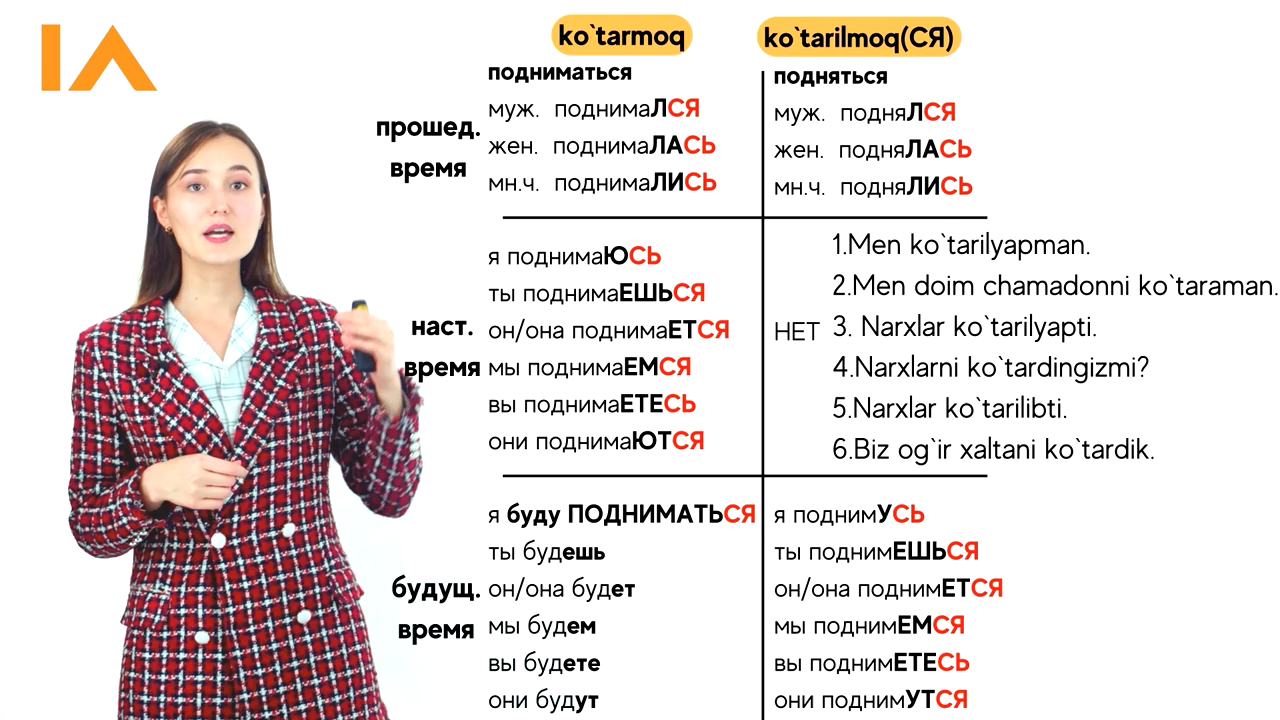 IA
ko`tarmoq
ko`tarilmoq(СЯ)
подниматься
муж. поднимаЛСЯ
жен. поднимаЛАСЬ
мн.ч. поднимаЛИСЬ
прошед.
время
подняться
муж. подняЛСЯ
жен. подняЛАСЬ
мн.ч. подняЛИСЬ
наст.
время
я поднимаЮСЬ
ты поднимаЕШЬСЯ
он/она поднимаЕТСЯ
мы поднимаЕМСЯ
вы поднимаЕТЕСЬ
они поднимаЮТСЯ
НЕТ
1.Men ko`tarilyapman.
2.Men doim chamadonni ko`taraman.
3. Narxlar ko`tarilyapti.
4.Narxlarni ko`tardingizmi?
5.Narxlar ko`tarilibti.
6.Biz og`ir xaltani ko`tardik.
будущ.
время
я буду ПОДНИМАТЬСЯ
ты будешь
он/она будет
мы будем
вы будете
они будут
я поднимУСЬ
ты поднимЕШЬСЯ
он/она поднимЕТСЯ
мы поднимЕМСЯ
вы поднимЕТЕСЬ
они поднимУТСЯ